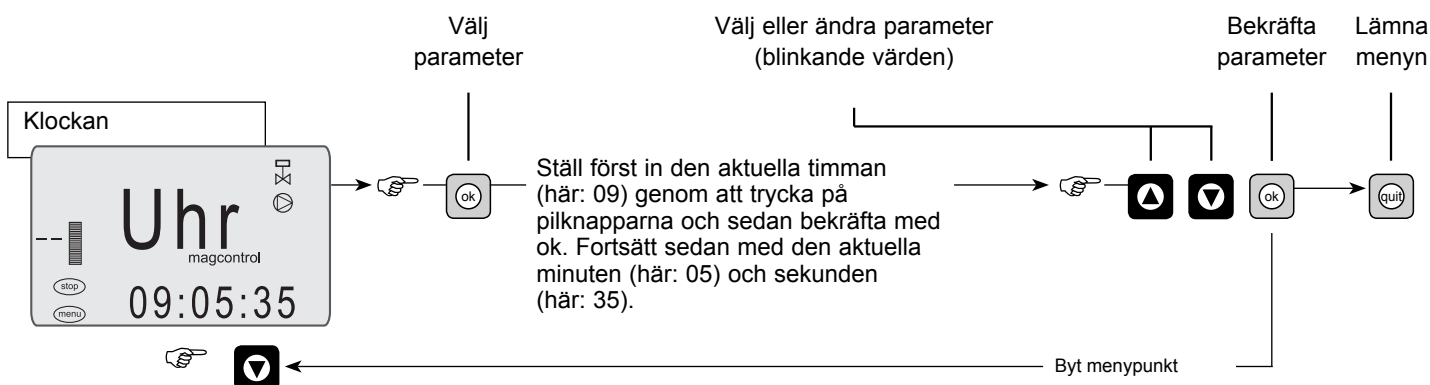 Välj
parameter
Välj eller ändra parameter
(blinkande värden)
Bekräfta
parameter
Lämna
menyn
Klockan
Uhr
magcontrol
stop
menu
09:05:35
ok
Ställ först in den aktuella timman
(här: 09) genom att trycka på
pilknapparna och sedan bekräfta med
ok. Fortsätt sedan med den aktuella
minuten (här: 05) och sekunden
(här: 35).
ok
quit
Byt menypunkt